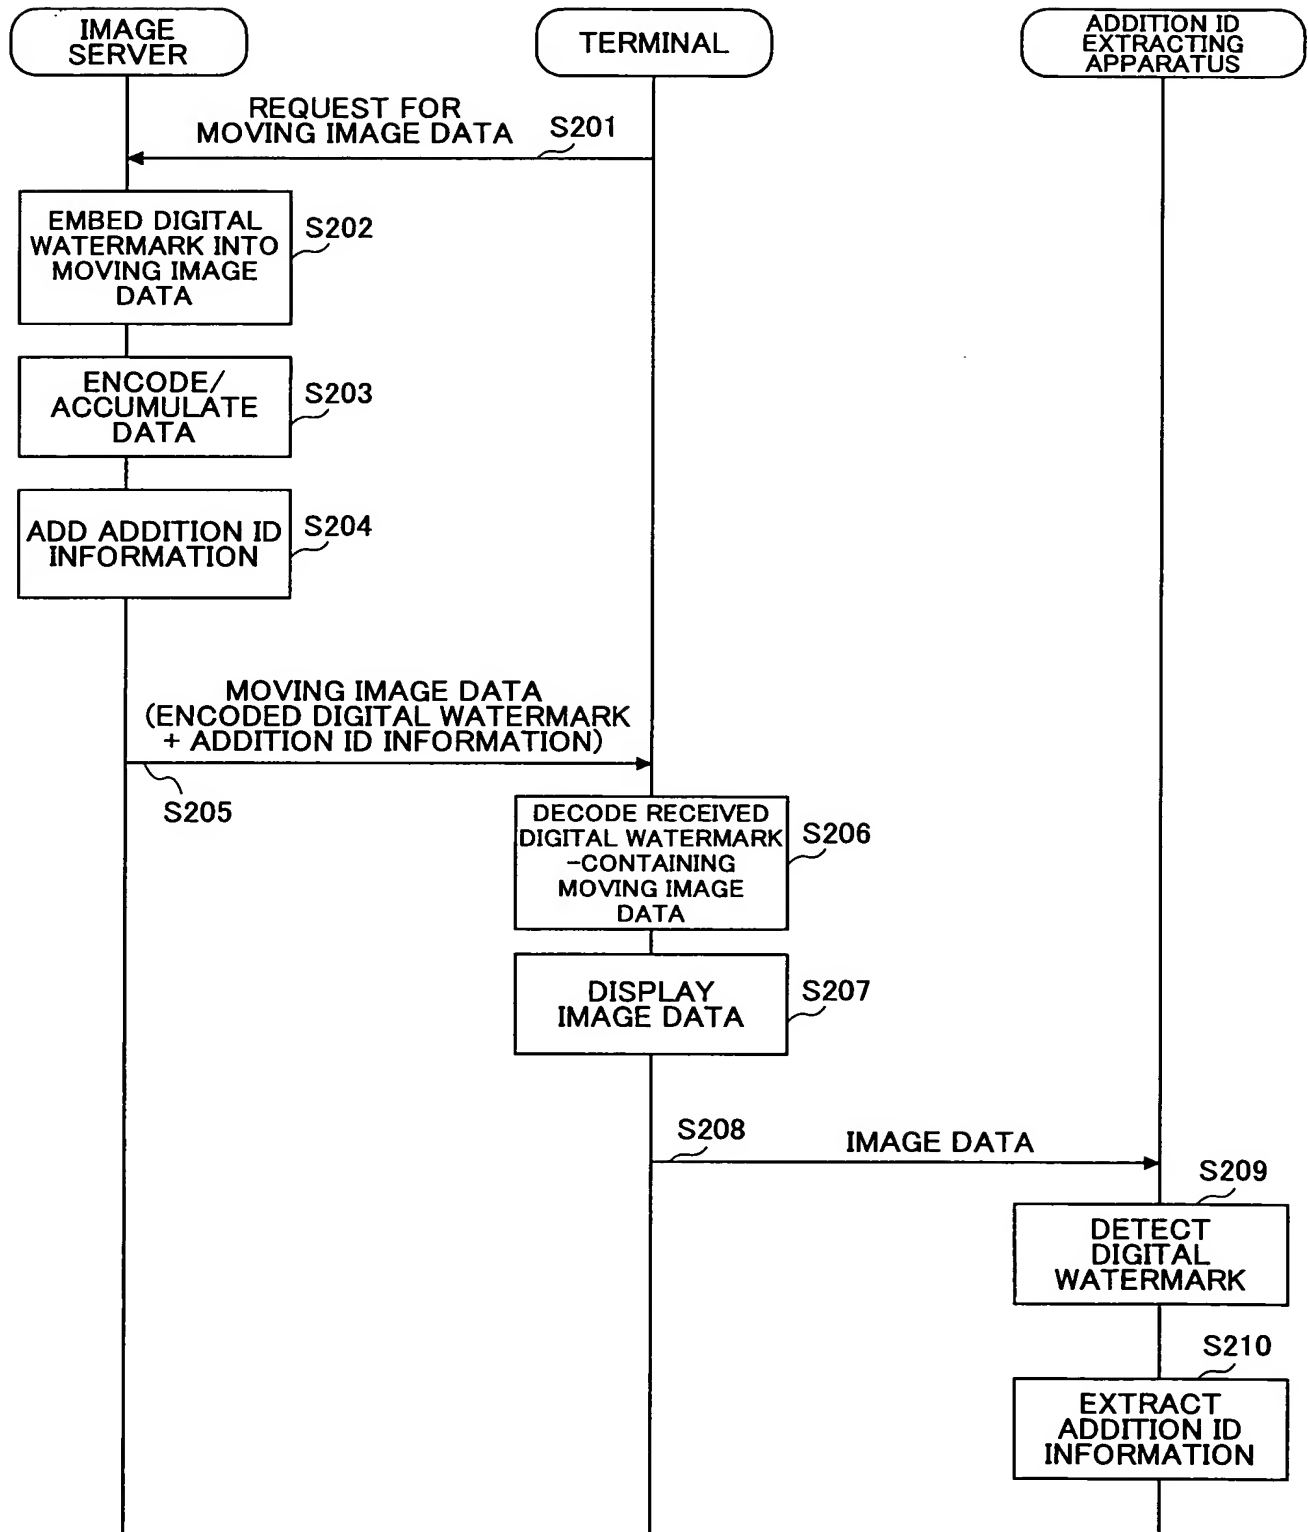 IMAGE
SERVER
TERMINAL
ADDITION ID
EXTRACTING
APPARATUS
REQUEST FOR
MOVING IMAGE DATA
S201
EMBED DIGITAL
WATERMARK INTO
MOVING IMAGE
DATA
S202
ENCODE/
ACCUMULATE
DATA
S203
ADD ADDITION ID
INFORMATION
S204
MOVING IMAGE DATA
(ENCODED DIGITAL WATERMARK
+ ADDITION ID INFORMATION)
S205
DECODE RECEIVED
DIGITAL WATERMARK
-CONTAINING
MOVING IMAGE
DATA
S206
DISPLAY
IMAGE DATA
S207
S208
IMAGE DATA
S209
DETECT
DIGITAL
WATERMARK
S210
EXTRACT
ADDITION ID
INFORMATION